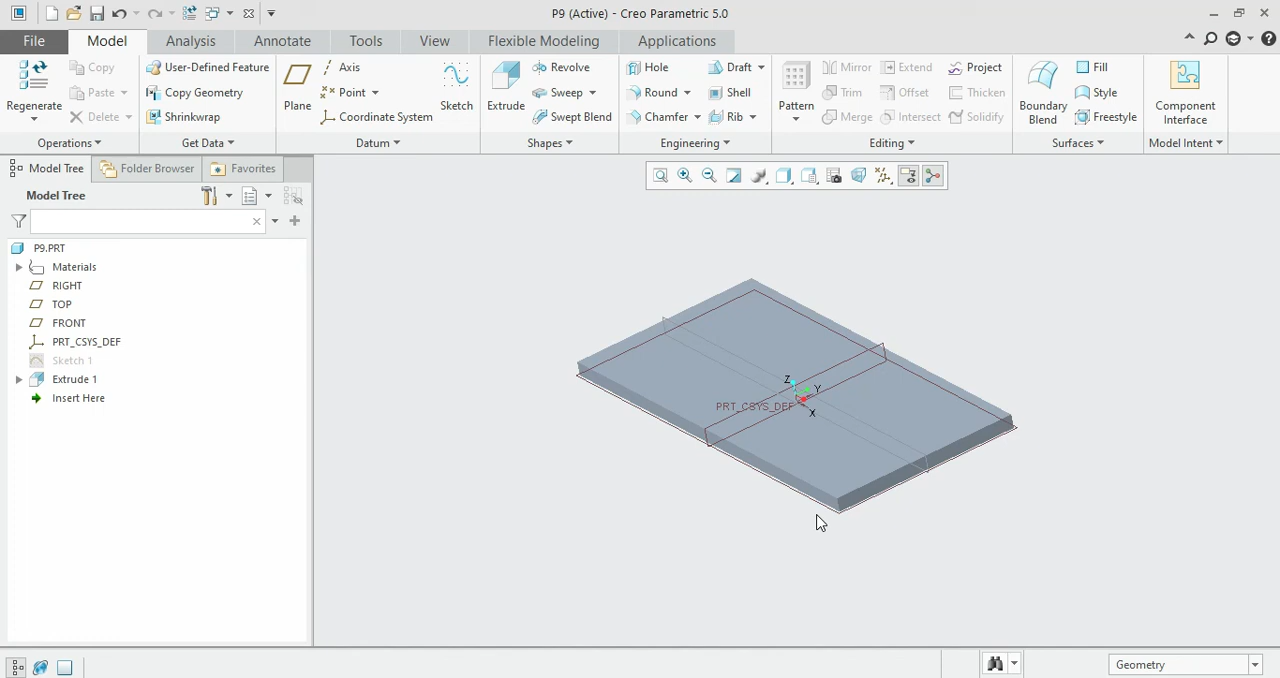 P9 (Active) - Creo Parametric 5.0
File Model Analysis Annotate Tools View Flexible Modeling Applications
Regenerate
Copy
Paste
Delete
Operations
User-Defined Feature
Copy Geometry
Shrinkwrap
Get Data
Plane
Axis
Point
Coordinate System
Sketch
Datum
Extrude
Revolve
Sweep
Swept Blend
Shapes
Hole
Round
Chamfer
Draft
Shell
Rib
Engineering
Pattern
Mirror
Trim
Merge
Extend
Offset
Intersect
Project
Thicken
Solidify
Editing
Boundary
Blend
Fill
Style
Freestyle
Surfaces
Component
Interface
Model Intent
Model Tree Folder Browser Favorites
Model Tree
P9.PRT
Materials
RIGHT
TOP
FRONT
PRT_CSYS_DEF
Sketch 1
Extrude 1
Insert Here
Z
Y
PRT_CSYS_DEF
X
Geometry